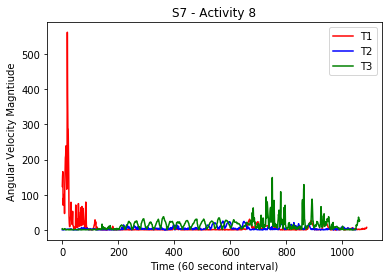 S7 - Activity 8
T1
T2
T3
500
400
300
200
100
0
Angular Velocity Magntiude
0 200 400 600 800 1000
Time (60 second interval)